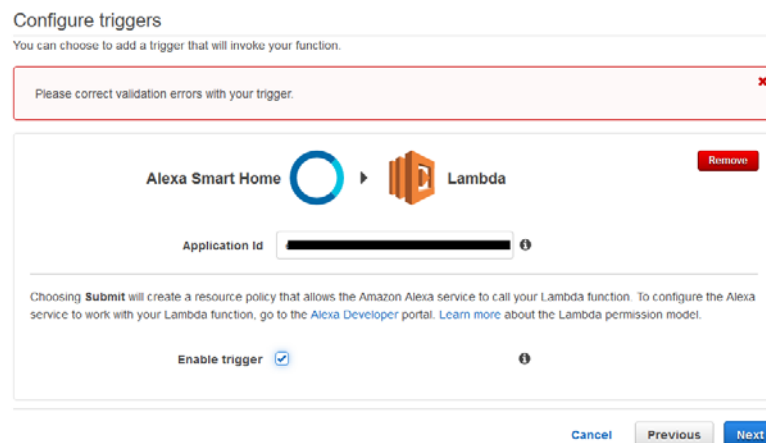 Configure triggers
You can choose to add a trigger that will invoke your function.
Please correct validation errors with your trigger.
Remove
Alexa Smart Home
Lambda
Application Id
Choosing Submit will create a resource policy that allows the Amazon Alexa service to call your Lambda function. To configure the Alexa
service to work with your Lambda function, go to the Alexa Developer portal. Learn more about the Lambda permission model.
Enable trigger
Cancel Previous Next